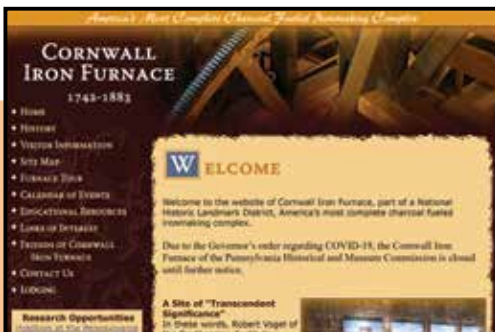 America's Most Complete Charcoal Fueled Ironmaking Complex
CORNWALL
IRON FURNACE
1742-1883
HOME
HISTORY
VISITOR INFORMATION
SITE MAP
FURNACE TOUR
CALENDAR OF EVENTS
EDUCATIONAL RESOURCES
LINKS OF INTEREST
FRIENDS OF CORNWALL
IRON FURNACE
CONTACT US
LODGING
Research Opportunities
WELCOME
Welcome to the website of Cornwall Iron Furnace, part of a National
Historic Landmark District, America's most complete charcoal fueled
ironmaking complex.
Due to the Governor's order regarding COVID-19, the Cornwall Iron
Furnace of the Pennsylvania Historical and Museum Commission is closed
until further notice.
A Site of "Transcendent
Significance"
In these words, Robert Vogel of